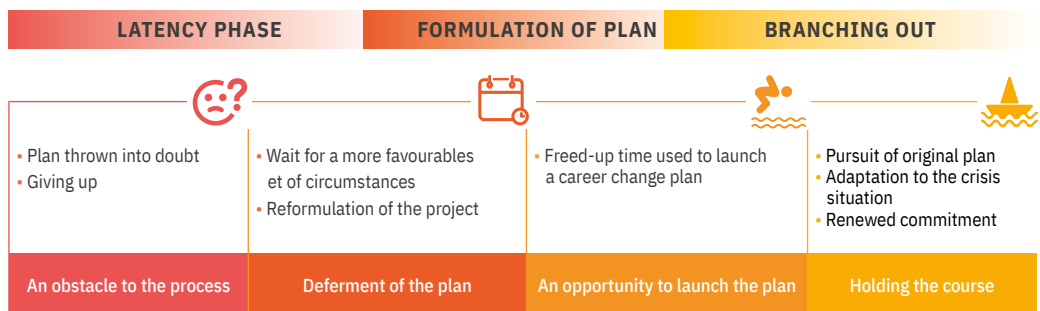 LATENCY PHASE
FORMULATION OF PLAN
BRANCHING OUT
• Plan thrown into doubt
• Giving up
• Wait for a more favourables
et of circumstances
• Reformulation of the project
• Freed-up time used to launch
a career change plan
• Pursuit of original plan
• Adaptation to the crisis
situation
• Renewed commitment
An obstacle to the process
Deferment of the plan
An opportunity to launch the plan
Holding the course